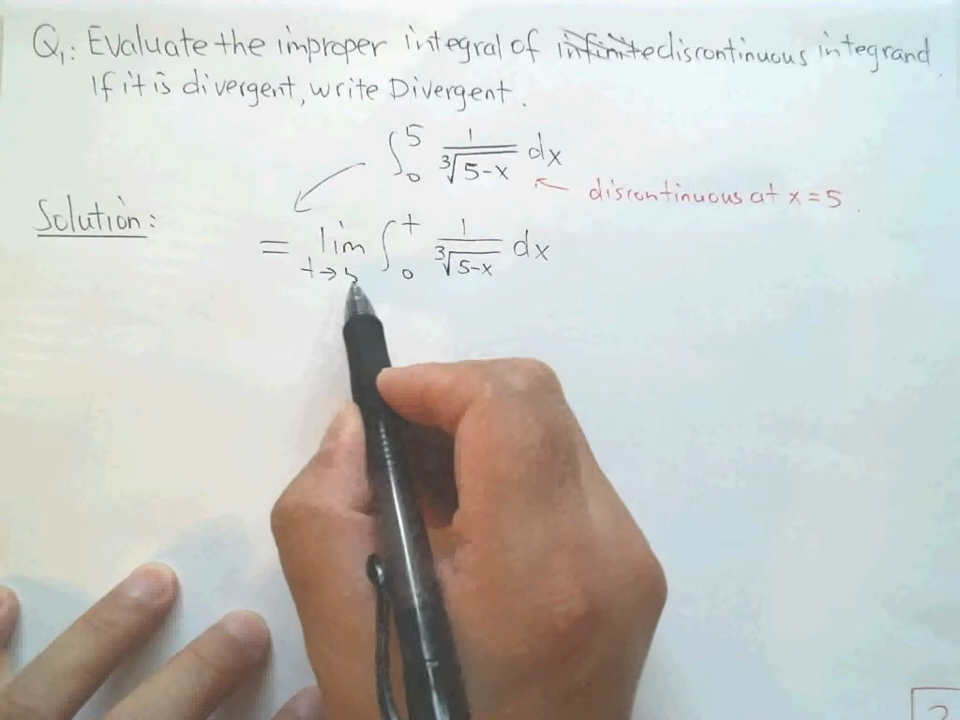 Q1: Evaluate the improper integral of infinite discontinuous integrand.
If it is divergent, write Divergent.
∫₀⁵ 1/∛(5-x) dx
discontinuous at x=5.
Solution:
= lim t→5 ∫₀ᵗ 1/∛(5-x) dx